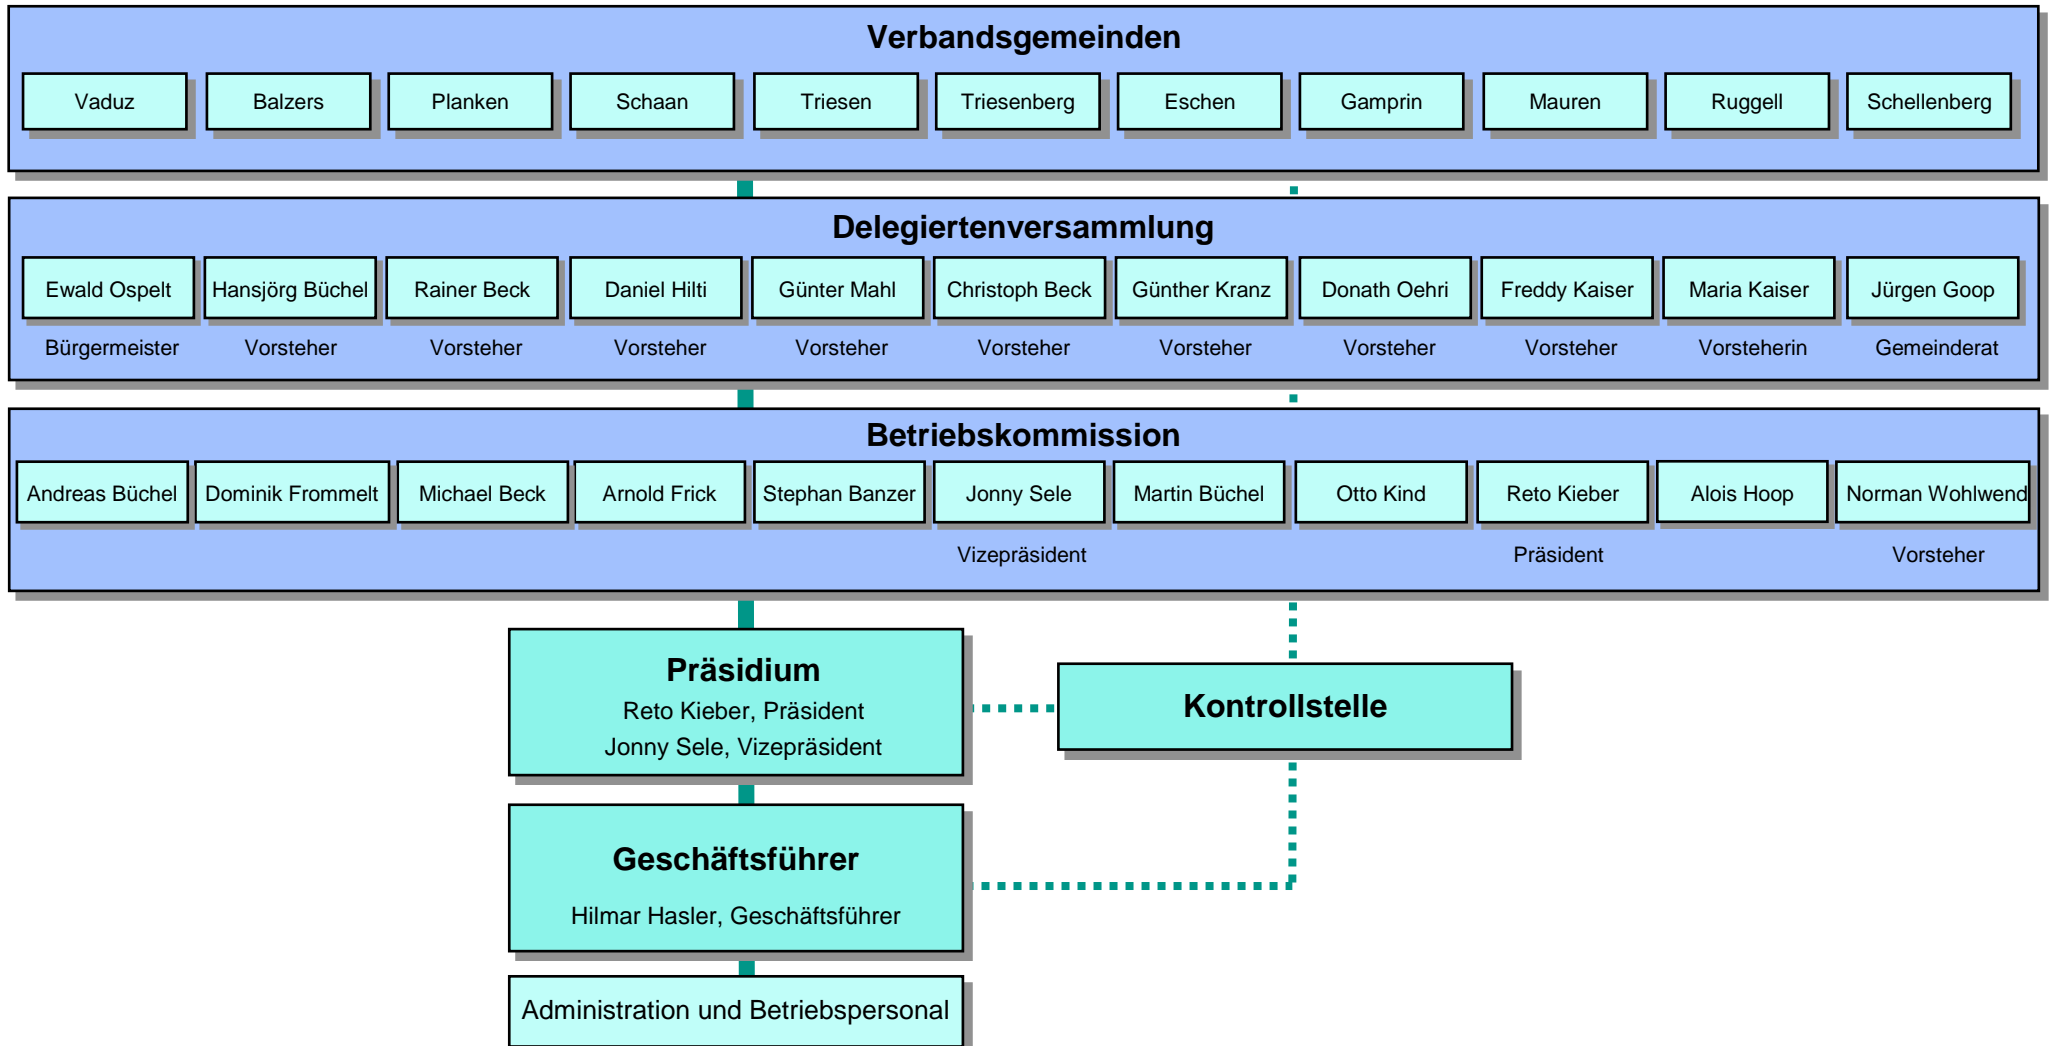 Verbandsgemeinden
Vaduz Balzers Planken Schaan Triesen Triesenberg Eschen Gamprin Mauren Ruggell Schellenberg
Delegiertenversammlung
Ewald Ospelt Hansjörg Büchel Rainer Beck Daniel Hilti Günter Mahl Christoph Beck Günther Kranz Donath Oehri Freddy Kaiser Maria Kaiser Jürgen Goop
Bürgermeister Vorsteher Vorsteher Vorsteher Vorsteher Vorsteher Vorsteher Vorsteher Vorsteher Vorsteherin Gemeinderat
Betriebskommission
Andreas Büchel Dominik Frommelt Michael Beck Arnold Frick Stephan Banzer Jonny Sele Martin Büchel Otto Kind Reto Kieber Alois Hoop Norman Wohlwend
Vizepräsident Präsident Vorsteher
Präsidium
Reto Kieber, Präsident
Jonny Sele, Vizepräsident
Kontrollstelle
Geschäftsführer
Hilmar Hasler, Geschäftsführer
Administration und Betriebspersonal